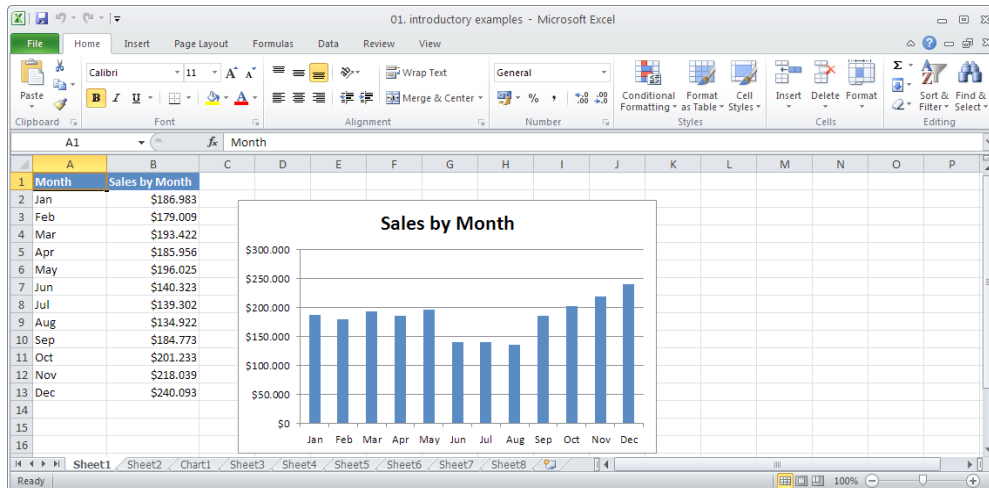 01. introductory examples - Microsoft Excel
File Home Insert Page Layout Formulas Data Review View
Paste
Calibri 11 A A
B I U A
Wrap Text
Merge & Center
General
% , .00 .00
Conditional Formatting Format as Table Cell Styles
Insert Delete Format
Σ Sort & Filter Find & Select
Clipboard Font Alignment Number Styles Cells Editing
A1 fx Month
A B C D E F G H I J K L M N O P
1 Month Sales by Month
2 Jan $186.983
3 Feb $179.009
4 Mar $193.422
5 Apr $185.956
6 May $196.025
7 Jun $140.323
8 Jul $139.302
9 Aug $134.922
10 Sep $184.773
11 Oct $201.233
12 Nov $218.039
13 Dec $240.093
14
15
16
Sales by Month
$300.000
$250.000
$200.000
$150.000
$100.000
$50.000
$0
Jan Feb Mar Apr May Jun Jul Aug Sep Oct Nov Dec
Sheet1 Sheet2 Chart1 Sheet3 Sheet4 Sheet5 Sheet6 Sheet7 Sheet8
Ready 100%